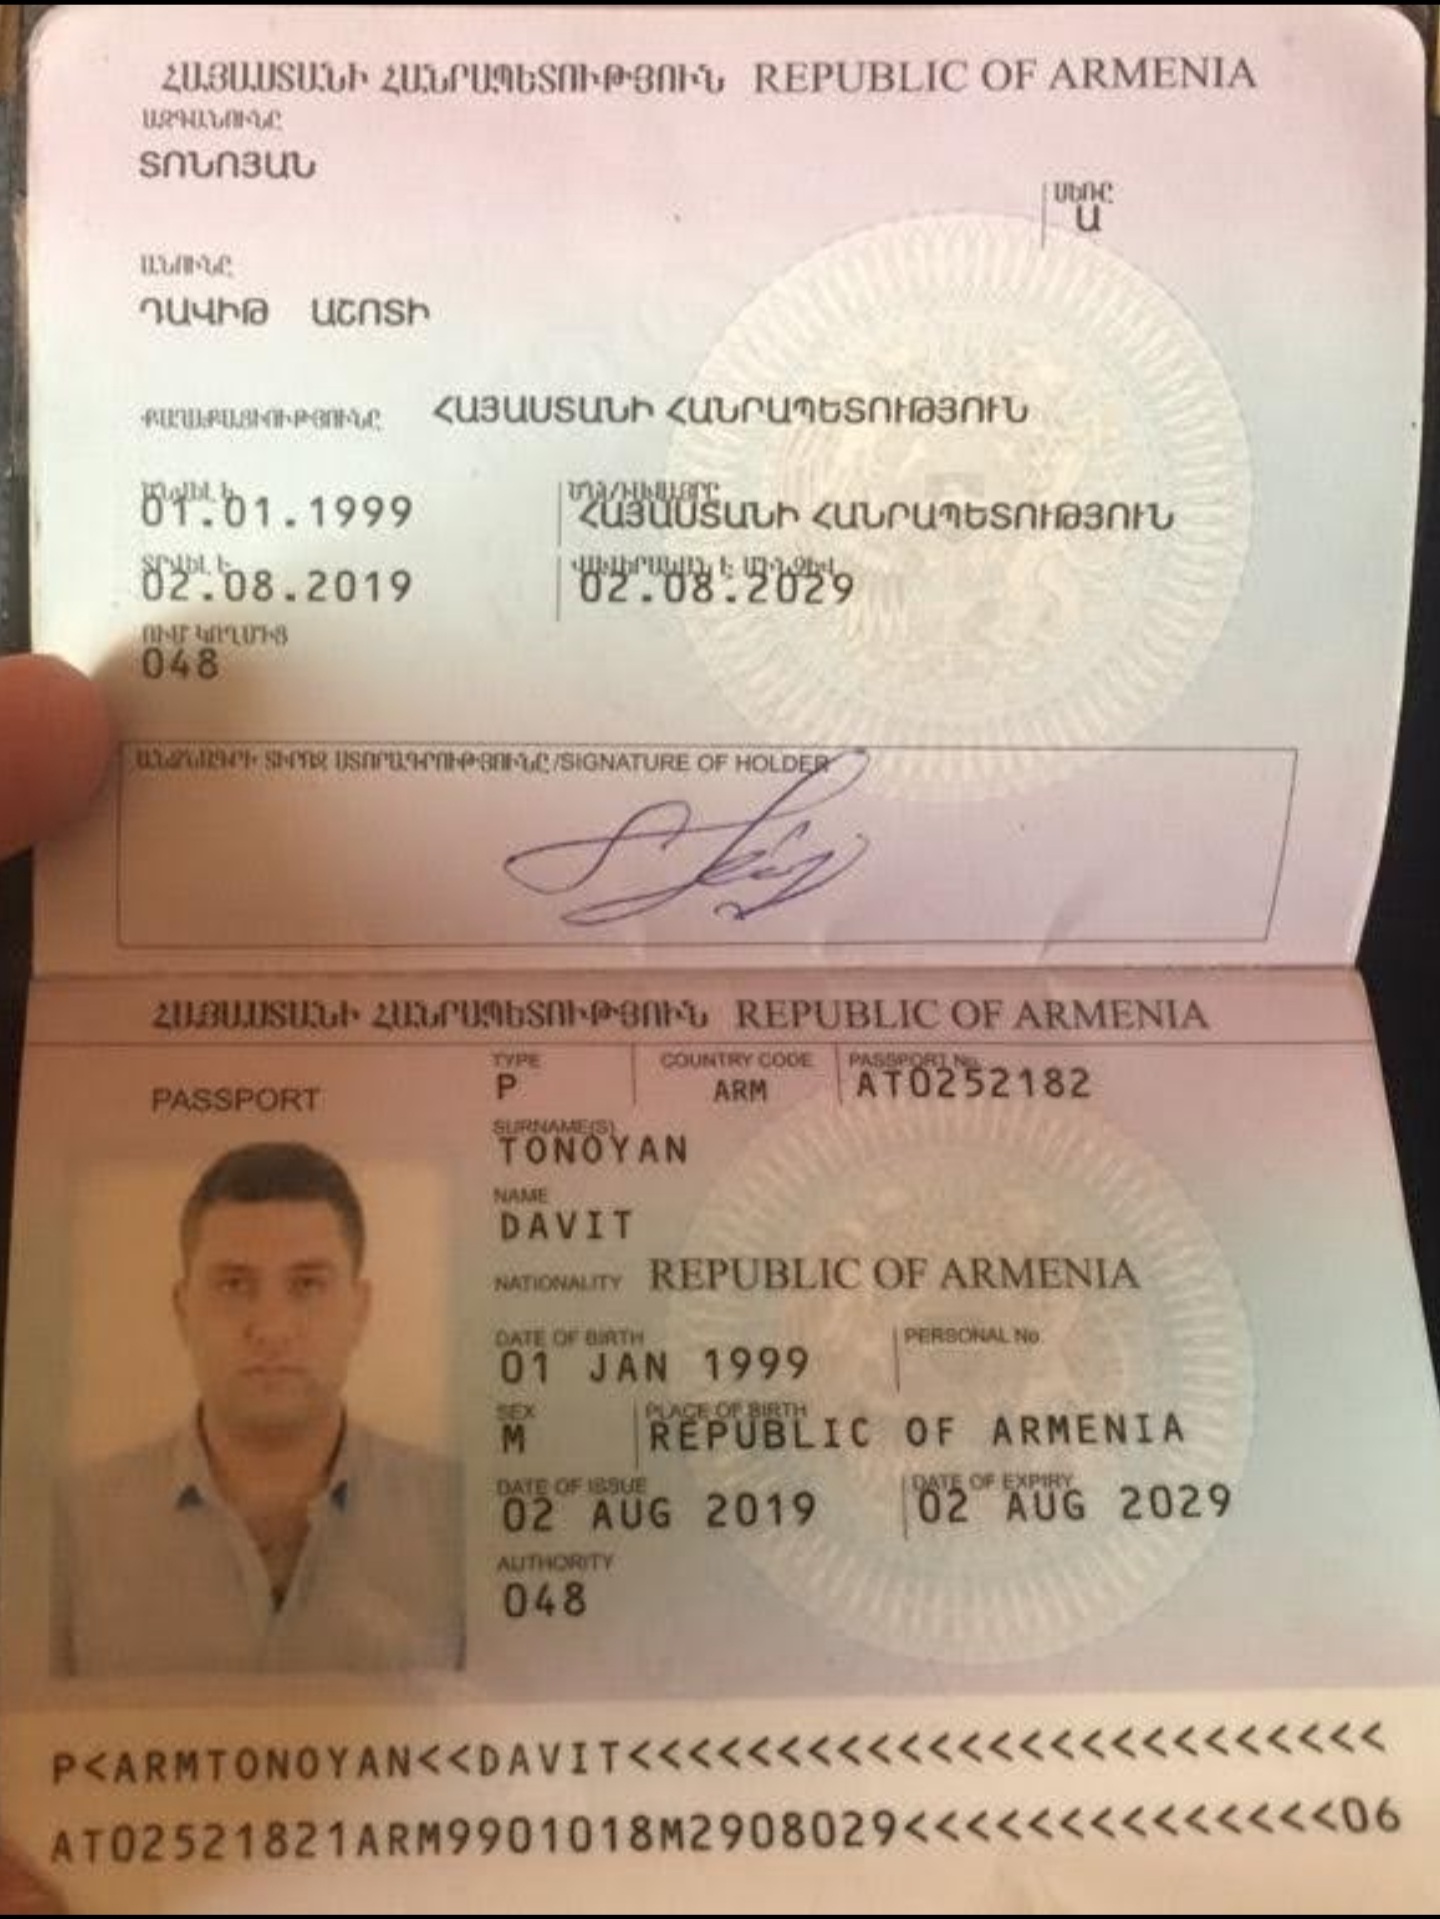 ՀԱՅԱՍՏԱՆԻ ՀԱՆՐԱՊԵՏՈՒԹՅՈՒՆ REPUBLIC OF ARMENIA
ԱԶԳԱՆՈՒՆԸ
ՏՈՆՈՅԱՆ
ՍԵՌԸ
Ա
ԱՆՈՒՆԸ
ԴԱՎԻԹ ԱՇՈՏԻ
ՔԱՂԱՔԱՑԻՈՒԹՅՈՒՆԸ ՀԱՅԱՍՏԱՆԻ ՀԱՆՐԱՊԵՏՈՒԹՅՈՒՆ
ԾՆՎԵԼ Է ԾՆՆԴԱՎԱՅՐԸ
01.01.1999 ՀԱՅԱՍՏԱՆԻ ՀԱՆՐԱՊԵՏՈՒԹՅՈՒՆ
ՏՐՎԵԼ Է ՎԱՎԵՐԱԿԱՆ Է ՄԻՆՉԵՎ
02.08.2019 02.08.2029
ՈՒՄ ԿՈՂՄԻՑ
048
ԱՆՁՆԱԳՐԻ ՏԻՐՈՋ ՍՏՈՐԱԳՐՈՒԹՅՈՒՆԸ/SIGNATURE OF HOLDER
ՀԱՅԱՍՏԱՆԻ ՀԱՆՐԱՊԵՏՈՒԹՅՈՒՆ REPUBLIC OF ARMENIA
PASSPORT
TYPE COUNTRY CODE PASSPORT No.
P ARM AT0252182
SURNAME(S)
TONOYAN
NAME
DAVIT
NATIONALITY REPUBLIC OF ARMENIA
DATE OF BIRTH PERSONAL No.
01 JAN 1999
SEX PLACE OF BIRTH
M REPUBLIC OF ARMENIA
DATE OF ISSUE DATE OF EXPIRY
02 AUG 2019 02 AUG 2029
AUTHORITY
048
P<ARMTONOYAN<<DAVIT<<<<<<<<<<<<<<<<<<<<<<<<<
AT02521821ARM9901018M2908029<<<<<<<<<<<<<<06